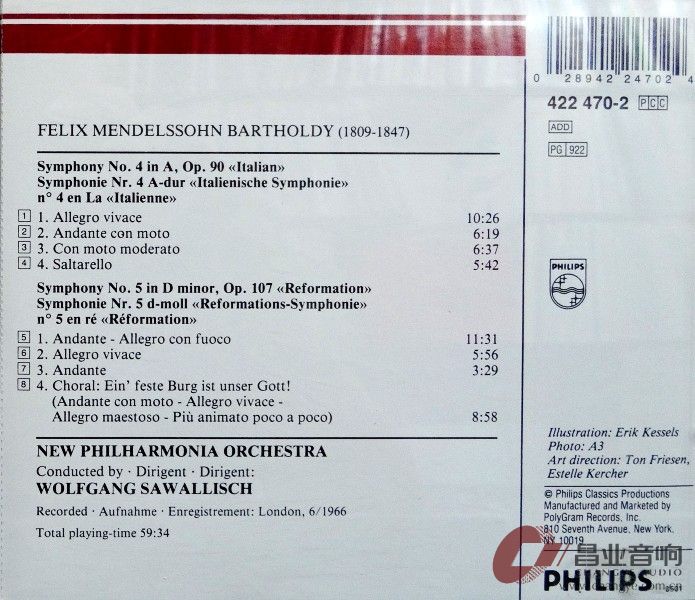 FELIX MENDELSSOHN BARTHOLDY (1809-1847)
Symphony No. 4 in A, Op. 90 «Italian»
Symphonie Nr. 4 A-dur «Italienische Symphonie»
n° 4 en La «Italienne»
1 1. Allegro vivace 10:26
2 2. Andante con moto 6:19
3 3. Con moto moderato 6:37
4 4. Saltarello 5:42
Symphony No. 5 in D minor, Op. 107 «Reformation»
Symphonie Nr. 5 d-moll «Reformations-Symphonie»
n° 5 en ré «Réformation»
5 1. Andante - Allegro con fuoco 11:31
6 2. Allegro vivace 5:56
7 3. Andante 3:29
8 4. Choral: Ein' feste Burg ist unser Gott!
(Andante con moto - Allegro vivace -
Allegro maestoso - Più animato poco a poco) 8:58
NEW PHILHARMONIA ORCHESTRA
Conducted by · Dirigent · Dirigent:
WOLFGANG SAWALLISCH
Recorded · Aufnahme · Enregistrement: London, 6/1966
Total playing-time 59:34
0 28942 24702 4
422 470-2 PCC
ADD
PG 922
PHILIPS
Illustration: Erik Kessels
Photo: A3
Art direction: Ton Friesen,
Estelle Kercher
© Philips Classics Productions
Manufactured and Marketed by
PolyGram Records, Inc.
810 Seventh Avenue, New York,
NY 10019
昌业音响
PHILIPS